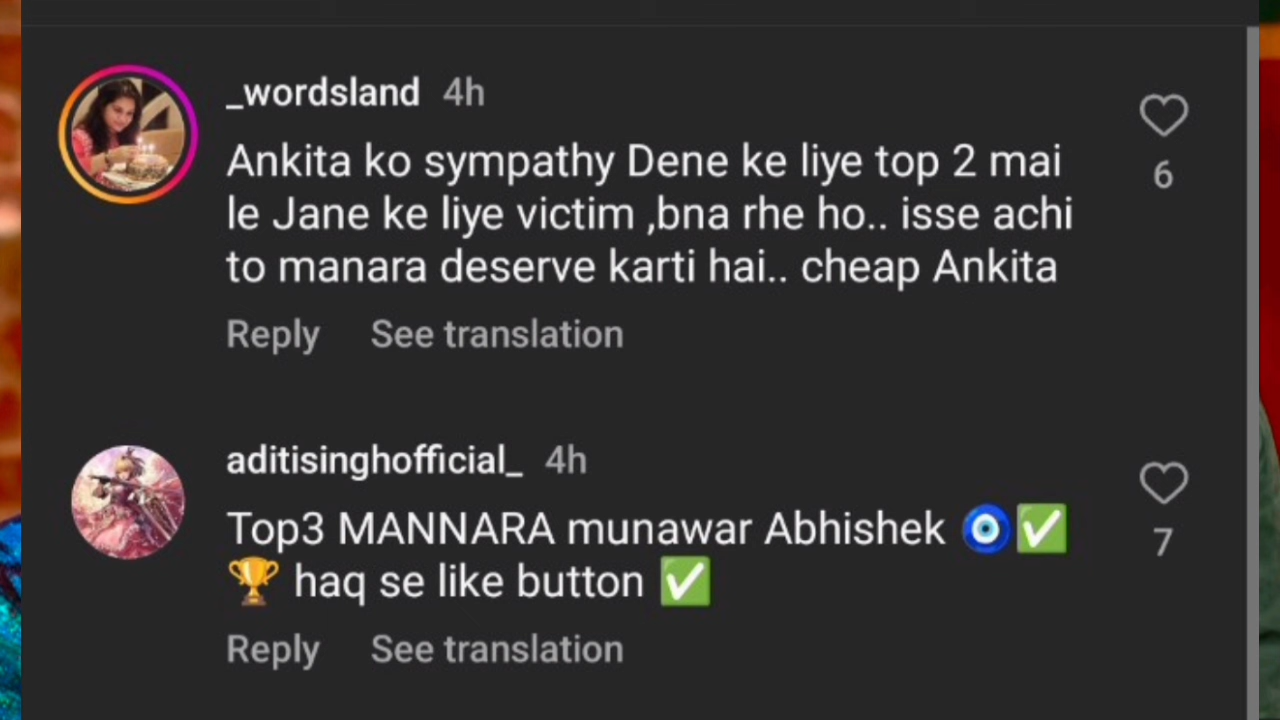 _wordsland 4h
Ankita ko sympathy Dene ke liye top 2 mai
6
le Jane ke liye victim ,bna rhe ho.. isse achi
to manara deserve karti hai.. cheap Ankita
Reply See translation
aditisinghofficial_ 4h
Top3 MANNARA munawar Abhishek 🧿✅
7
🏆 haq se like button ✅
Reply See translation